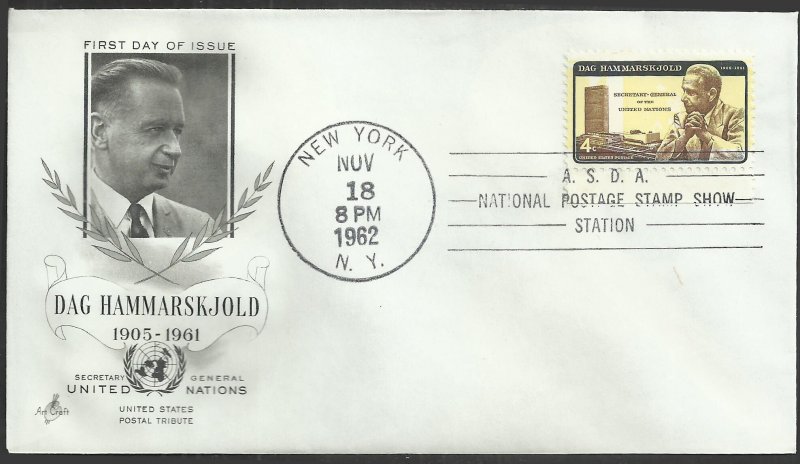 FIRST DAY OF ISSUE
DAG HAMMARSKJOLD
1905-1961
SECRETARY GENERAL
UNITED NATIONS
UNITED STATES
POSTAL TRIBUTE
Art Craft
NEW YORK
NOV
18
8 PM
1962
N. Y.
DAG HAMMARSKJOLD 1905-1961
SECRETARY-GENERAL
OF THE
UNITED NATIONS
4c
UNITED STATES POSTAGE
A. S. D. A.
NATIONAL POSTAGE STAMP SHOW
STATION